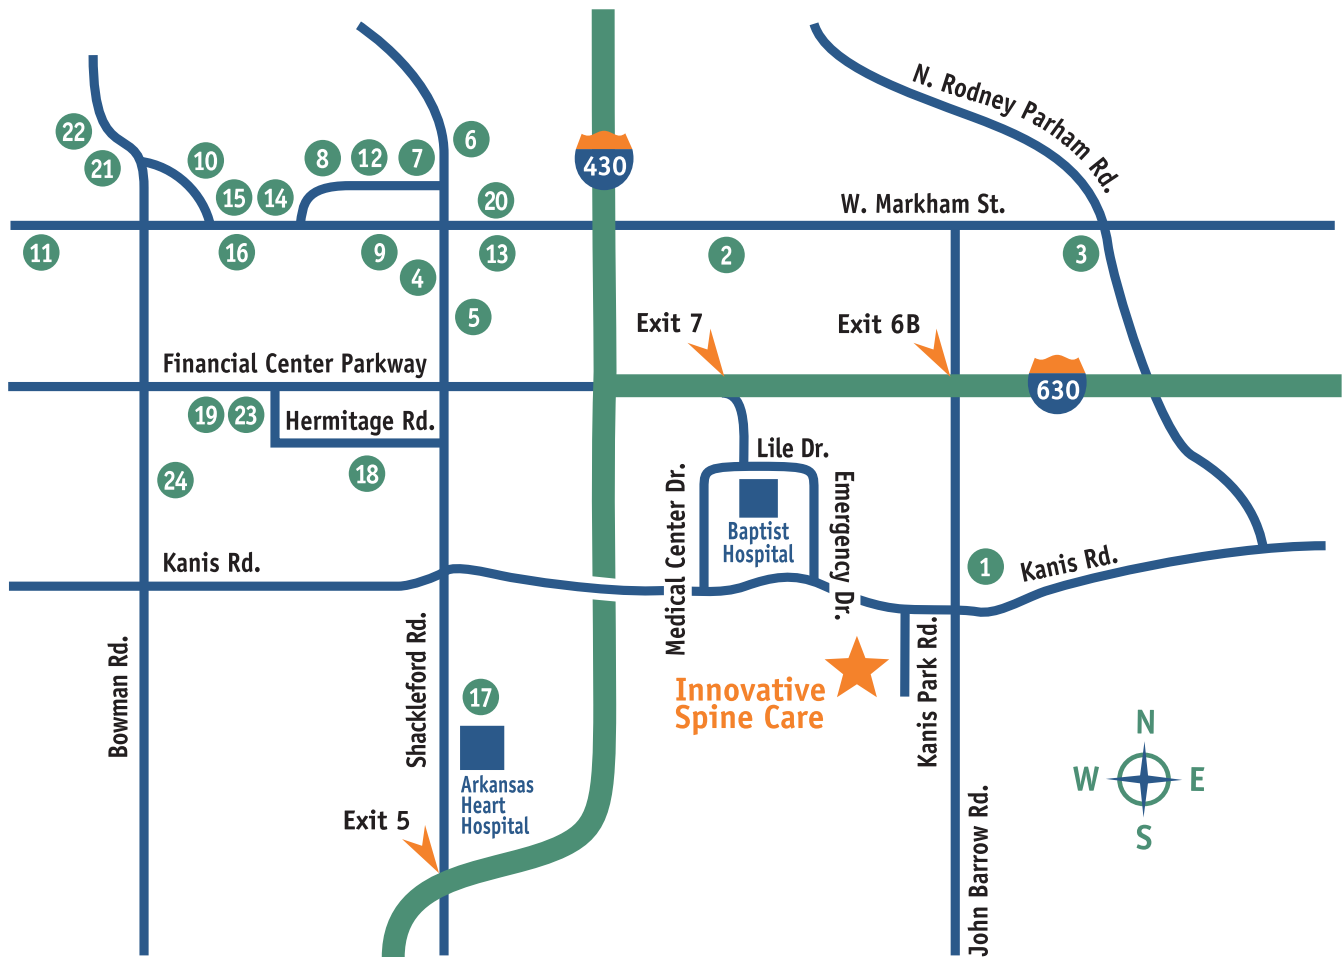 N. Rodney Parham Rd.
22
21
10
8
12
7
6
430
15
14
20
W. Markham St.
11
16
9
4
13
2
3
5
Exit 7
Exit 6B
Financial Center Parkway
630
19
23
Hermitage Rd.
24
18
Lile Dr.
Medical Center Dr.
Emergency Dr.
Baptist
Hospital
Kanis Rd.
1
Kanis Rd.
Bowman Rd.
Shackleford Rd.
17
Innovative
Spine Care
Kanis Park Rd.
Arkansas
Heart
Hospital
Exit 5
John Barrow Rd.
N
W
E
S